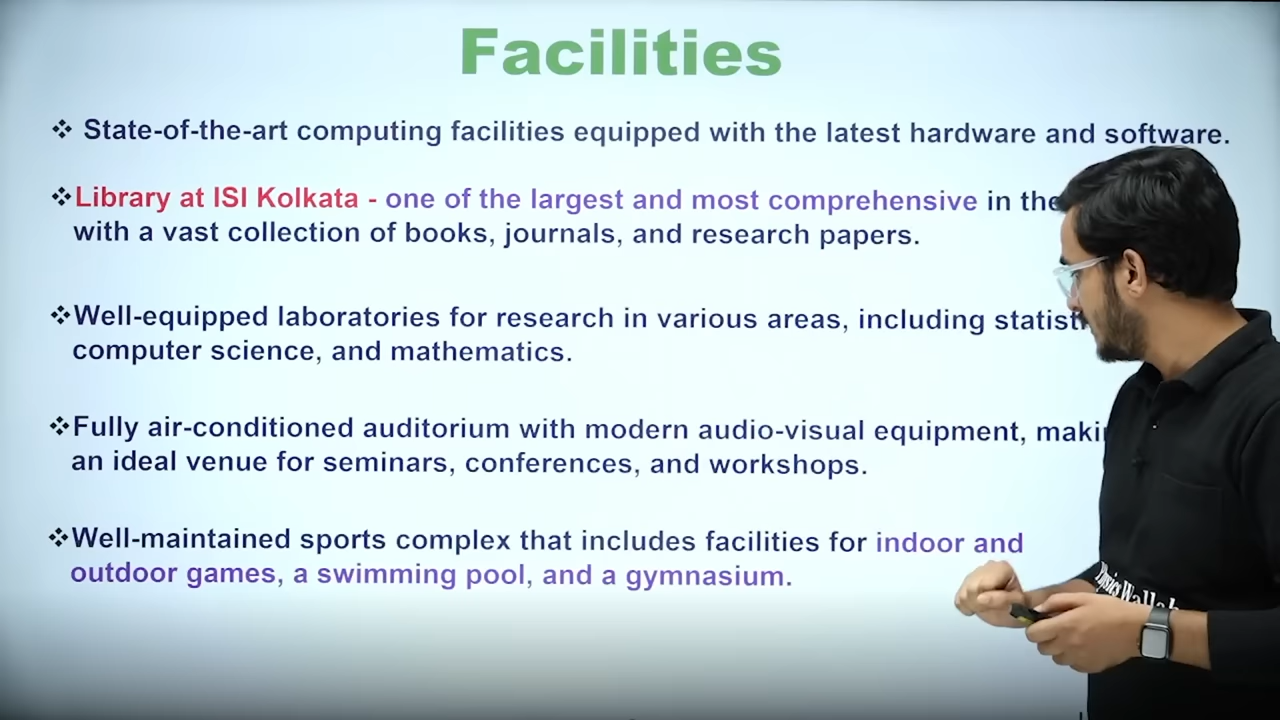 Facilities
❖ State-of-the-art computing facilities equipped with the latest hardware and software.
❖Library at ISI Kolkata - one of the largest and most comprehensive in the
with a vast collection of books, journals, and research papers.
❖Well-equipped laboratories for research in various areas, including
computer science, and mathematics.
❖Fully air-conditioned auditorium with modern audio-visual equipment,
an ideal venue for seminars, conferences, and workshops.
❖Well-maintained sports complex that includes facilities for indoor and
outdoor games, a swimming pool, and a gymnasium.